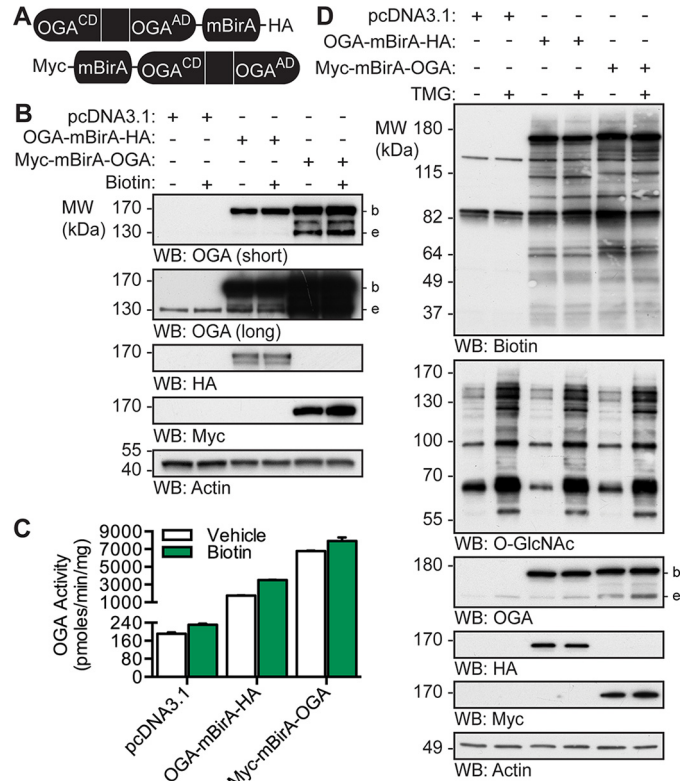 A
OGA^CD OGA^AD mBirA -HA
Myc- mBirA OGA^CD OGA^AD
B
pcDNA3.1: + + - - - -
OGA-mBirA-HA: - - + + - -
Myc-mBirA-OGA: - - - - + +
Biotin: - + - + - +
MW (kDa)
170 - - b
130 - - e
WB: OGA (short)
170 - - b
130 - - e
WB: OGA (long)
170 -
WB: HA
170 -
WB: Myc
55 -
40 -
WB: Actin
C
OGA Activity
(pmoles/min/mg)
9000
7000
5000
3000
1000
240
160
80
0
Vehicle
Biotin
pcDNA3.1
OGA-mBirA-HA
Myc-mBirA-OGA
D
pcDNA3.1: + + - - - -
OGA-mBirA-HA: - - + + - -
Myc-mBirA-OGA: - - - - + +
TMG: - + - + - +
MW (kDa)
180 -
115 -
82 -
64 -
49 -
37 -
WB: Biotin
170 -
130 -
100 -
70 -
55 -
WB: O-GlcNAc
180 - - b
- e
WB: OGA
170 -
WB: HA
170 -
WB: Myc
49 -
WB: Actin